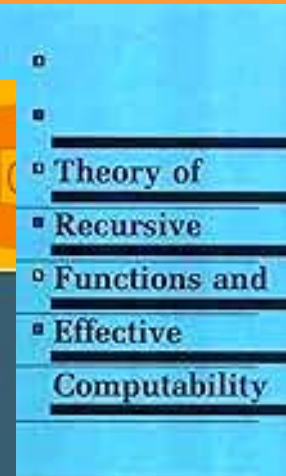 Theory of
Recursive
Functions and
Effective
Computability